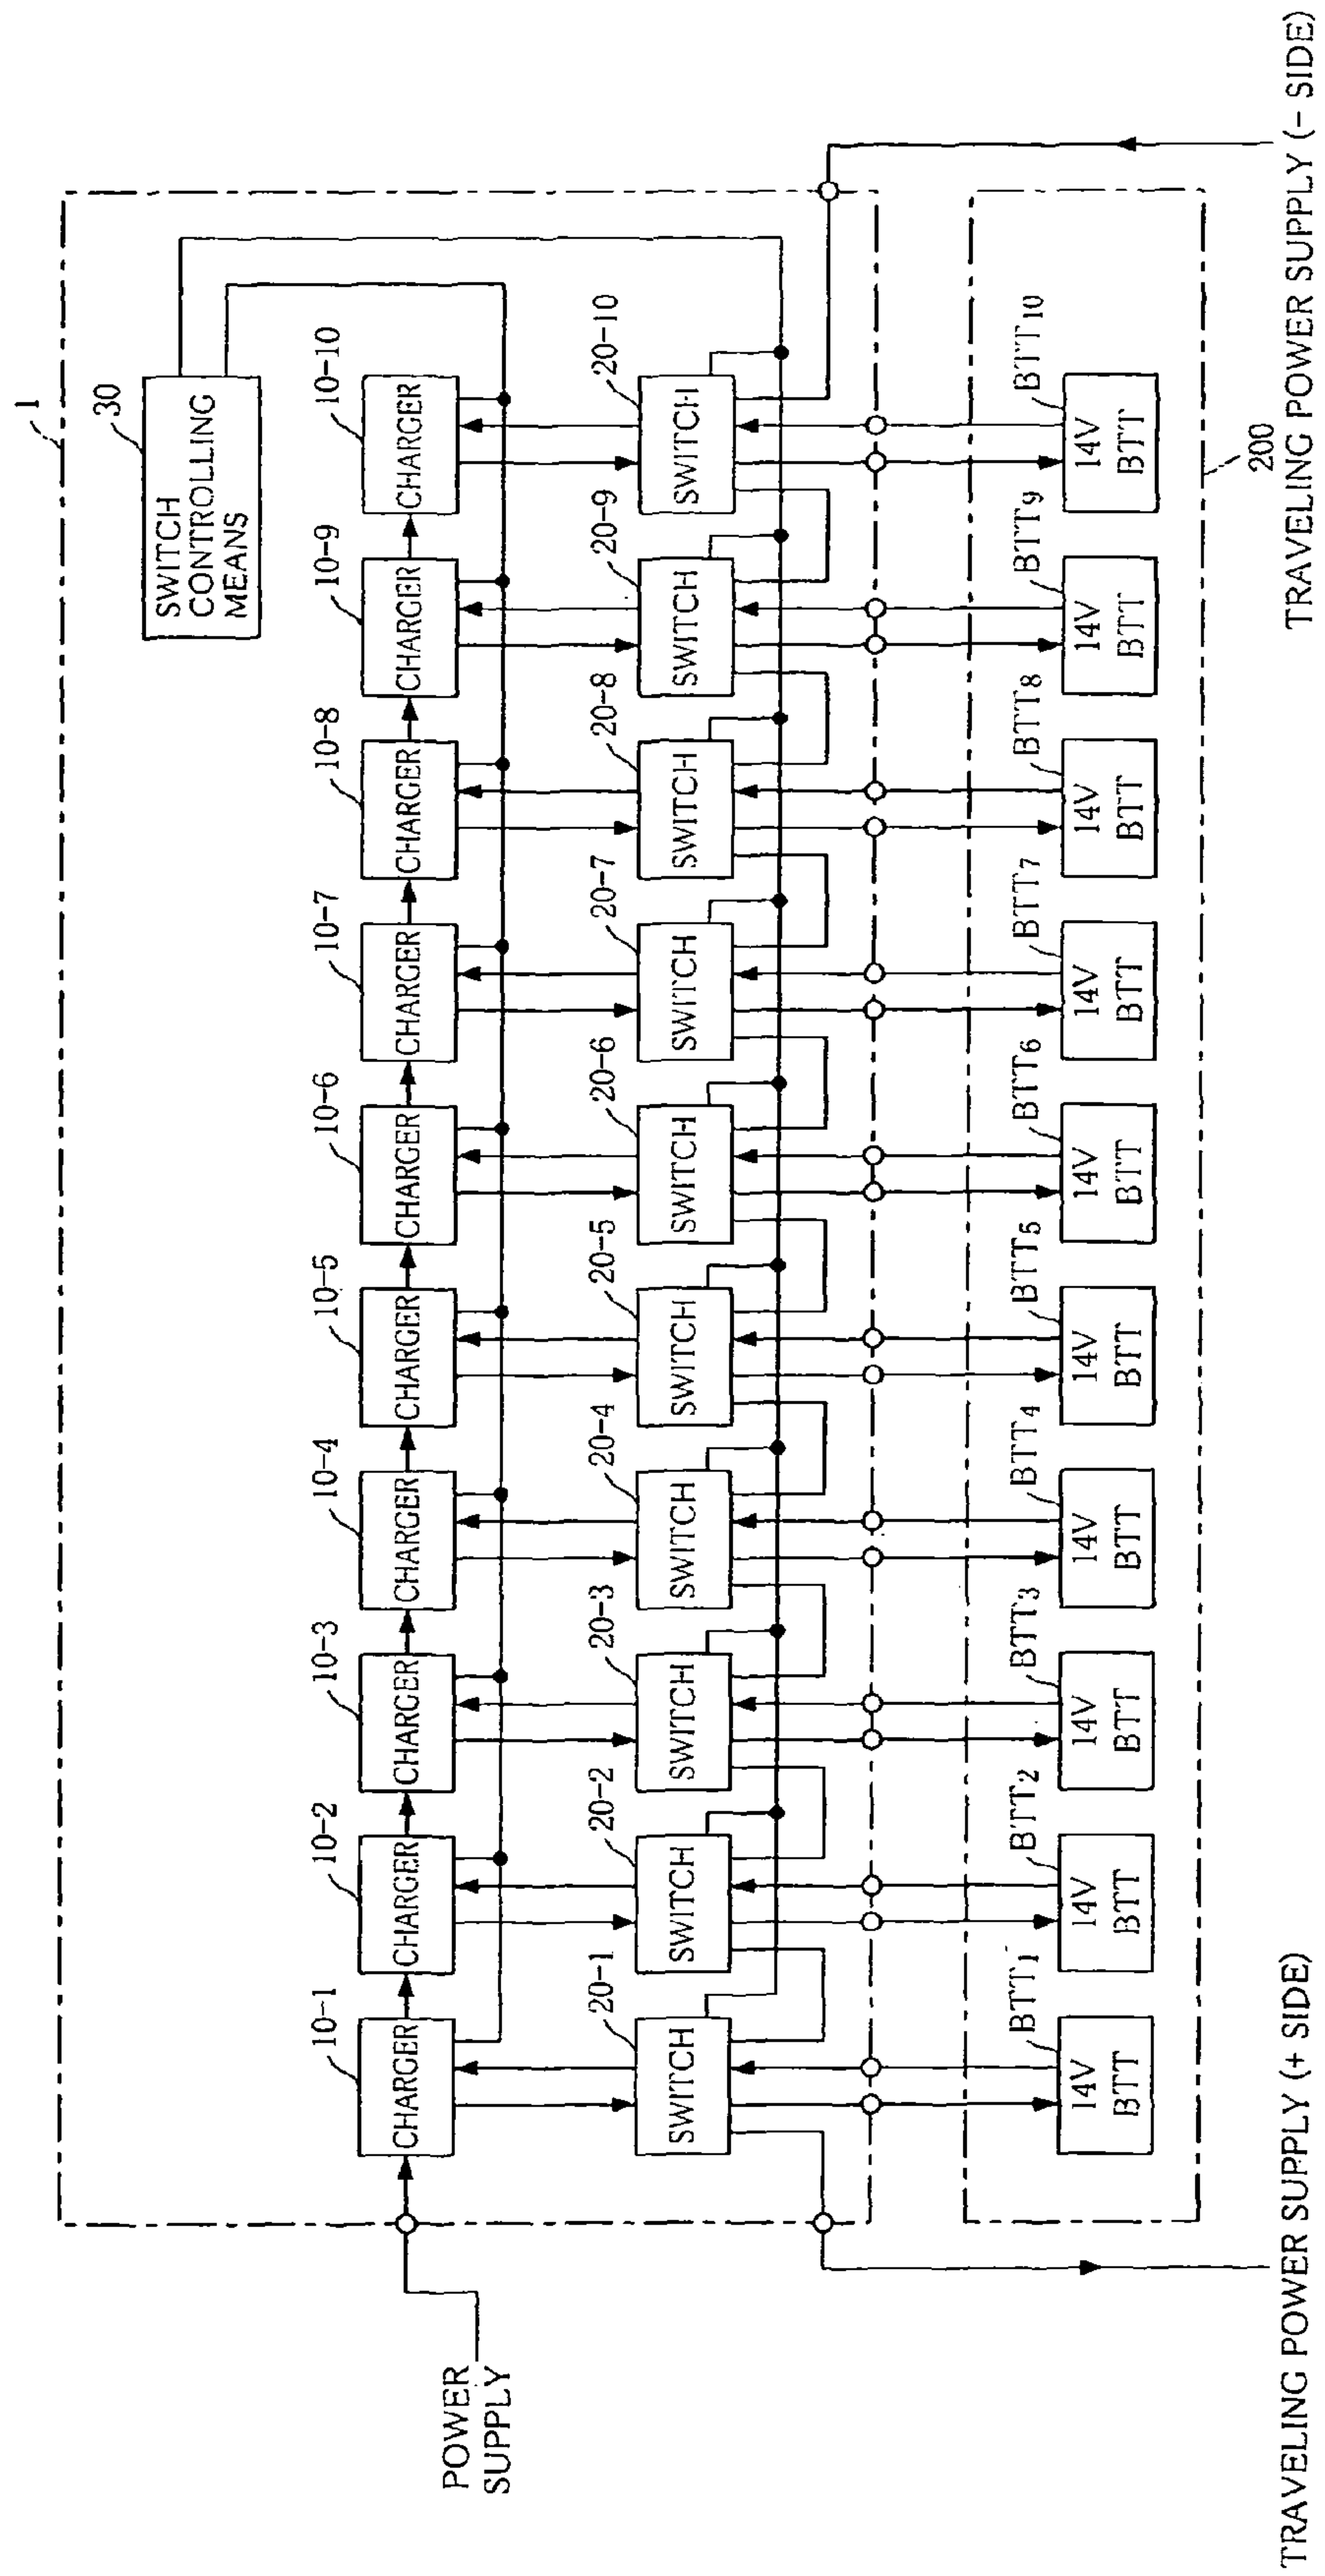 1
30
SWITCH
CONTROLLING
MEANS
10-1
10-2
10-3
10-4
10-5
10-6
10-7
10-8
10-9
10-10
CHARGER
CHARGER
CHARGER
CHARGER
CHARGER
CHARGER
CHARGER
CHARGER
CHARGER
CHARGER
POWER
SUPPLY
20-1
20-2
20-3
20-4
20-5
20-6
20-7
20-8
20-9
20-10
SWITCH
SWITCH
SWITCH
SWITCH
SWITCH
SWITCH
SWITCH
SWITCH
SWITCH
SWITCH
BTT1
BTT2
BTT3
BTT4
BTT5
BTT6
BTT7
BTT8
BTT9
BTT10
14V
BTT
14V
BTT
14V
BTT
14V
BTT
14V
BTT
14V
BTT
14V
BTT
14V
BTT
14V
BTT
14V
BTT
200
TRAVELING POWER SUPPLY (+ SIDE)
TRAVELING POWER SUPPLY (- SIDE)